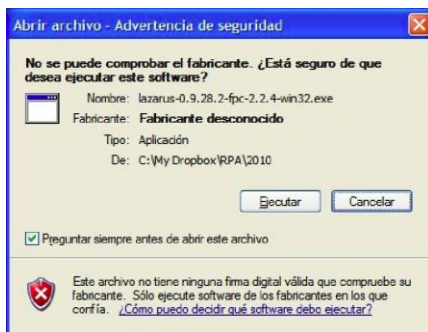 Abrir archivo - Advertencia de seguridad
No se puede comprobar el fabricante. ¿Está seguro de que
desea ejecutar este software?
Nombre: lazarus-0.9.28.2-fpc-2.2.4-win32.exe
Fabricante: Fabricante desconocido
Tipo: Aplicación
De: C:\My Dropbox\RPA\2010
Ejecutar Cancelar
Preguntar siempre antes de abrir este archivo
Este archivo no tiene ninguna firma digital válida que compruebe su
fabricante. Sólo ejecute software de los fabricantes en los que
confía. ¿Cómo puedo decidir qué software debo ejecutar?